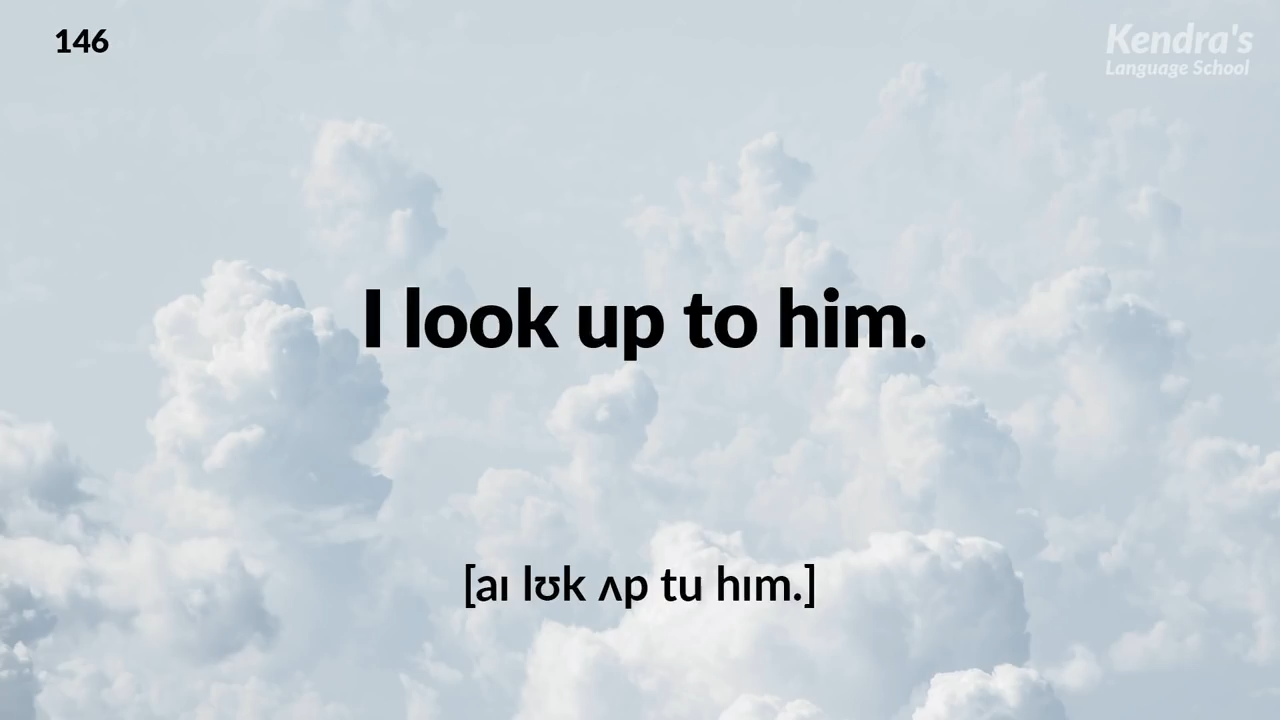 146
Kendra's
Language School
I look up to him.
[aɪ lʊk ʌp tu hɪm.]